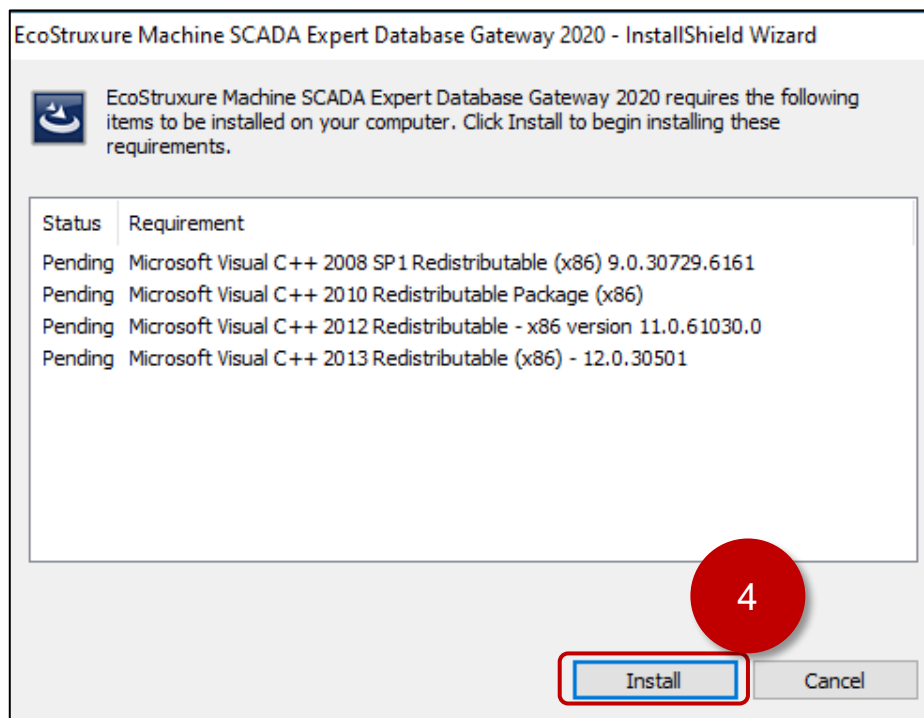 EcoStruxure Machine SCADA Expert Database Gateway 2020 - InstallShield Wizard
EcoStruxure Machine SCADA Expert Database Gateway 2020 requires the following
items to be installed on your computer. Click Install to begin installing these
requirements.
Status Requirement
Pending Microsoft Visual C++ 2008 SP1 Redistributable (x86) 9.0.30729.6161
Pending Microsoft Visual C++ 2010 Redistributable Package (x86)
Pending Microsoft Visual C++ 2012 Redistributable - x86 version 11.0.61030.0
Pending Microsoft Visual C++ 2013 Redistributable (x86) - 12.0.30501
4
Install Cancel